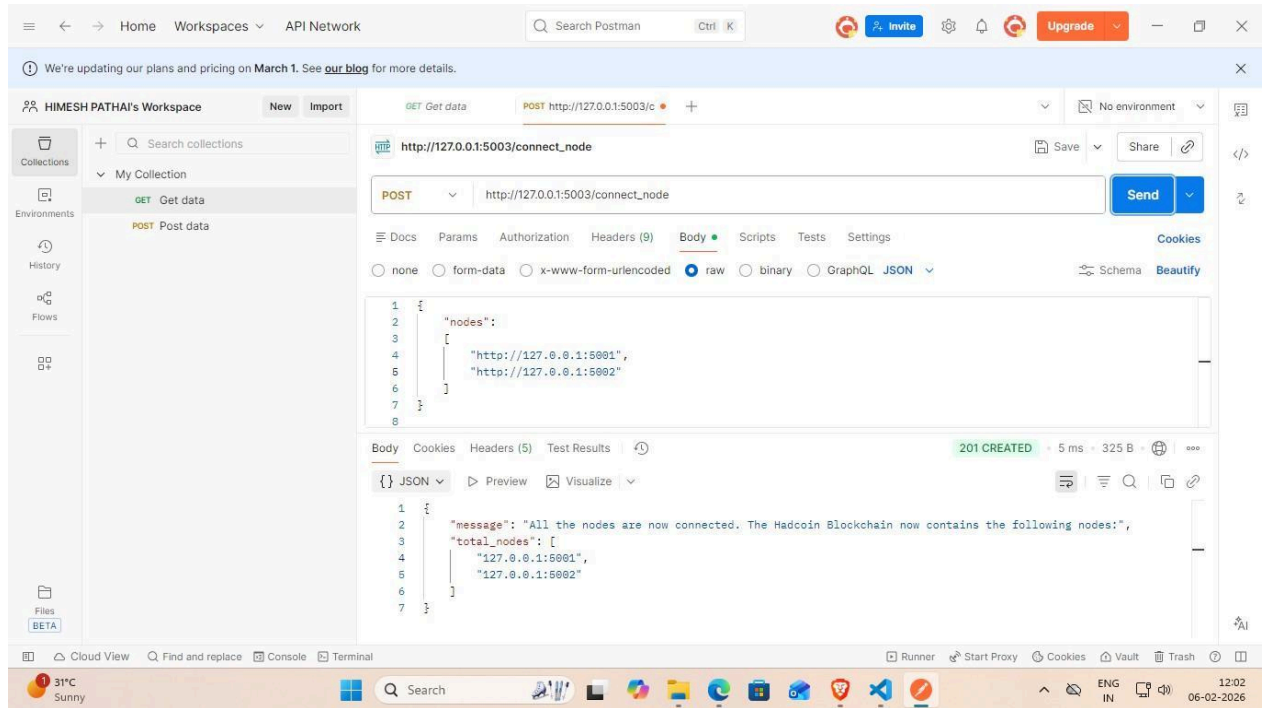 Home Workspaces API Network Search Postman Ctrl K Invite Upgrade
We're updating our plans and pricing on March 1. See our blog for more details.
HIMESH PATHAI's Workspace New Import GET Get data POST http://127.0.0.1:5003/c No environment
Collections Search collections http://127.0.0.1:5003/connect_node Save Share
My Collection
GET Get data POST http://127.0.0.1:5003/connect_node Send
Environments
POST Post data
Docs Params Authorization Headers (9) Body Scripts Tests Settings Cookies
History
none form-data x-www-form-urlencoded raw binary GraphQL JSON Schema Beautify
Flows
1 {
2 "nodes":
3 [
4 "http://127.0.0.1:5001",
5 "http://127.0.0.1:5002"
6 ]
7 }
8
Body Cookies Headers (5) Test Results 201 CREATED 5 ms 325 B
{} JSON Preview Visualize
1 {
2 "message": "All the nodes are now connected. The Hadcoin Blockchain now contains the following nodes:",
3 "total_nodes": [
4 "127.0.0.1:5001",
5 "127.0.0.1:5002"
6 ]
7 }
Files
BETA AI
Cloud View Find and replace Console Terminal Runner Start Proxy Cookies Vault Trash
1 31°C Search ENG 12:02
Sunny IN 06-02-2026